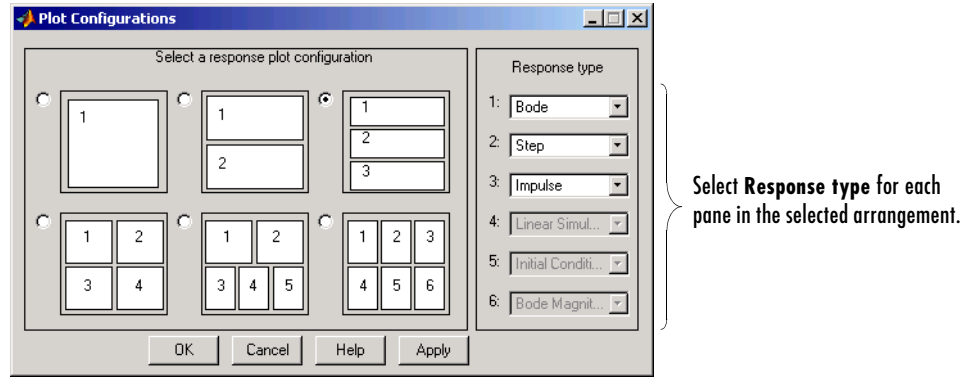 Plot Configurations
Select a response plot configuration
1
1
2
1
2
3
1 2
3 4
1 2
3 4 5
1 2 3
4 5 6
Response type
1: Bode
2: Step
3: Impulse
4: Linear Simul...
5: Initial Conditi...
6: Bode Magnit...
OK Cancel Help Apply
Select Response type for each
pane in the selected arrangement.